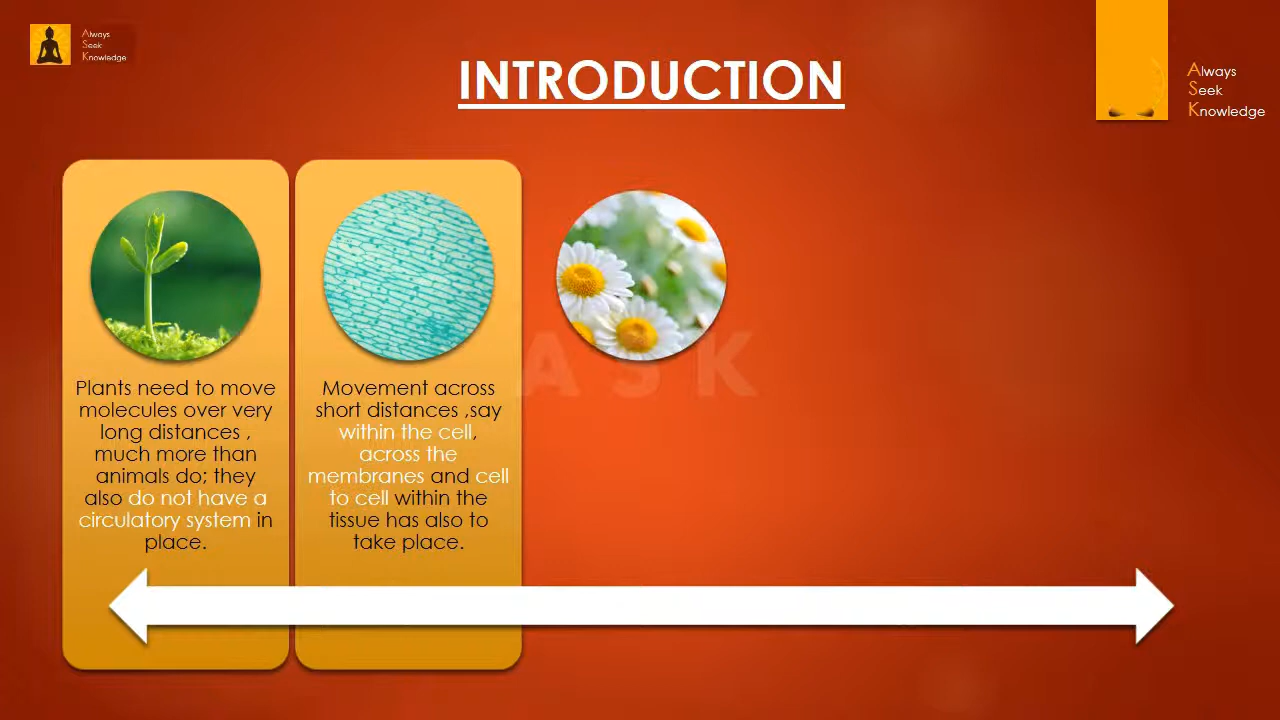 Always
Seek
Knowledge
INTRODUCTION
Always
Seek
Knowledge
Plants need to move
molecules over very
long distances ,
much more than
animals do; they
also do not have a
circulatory system in
place.
Movement across
short distances ,say
within the cell,
across the
membranes and cell
to cell within the
tissue has also to
take place.
ASK